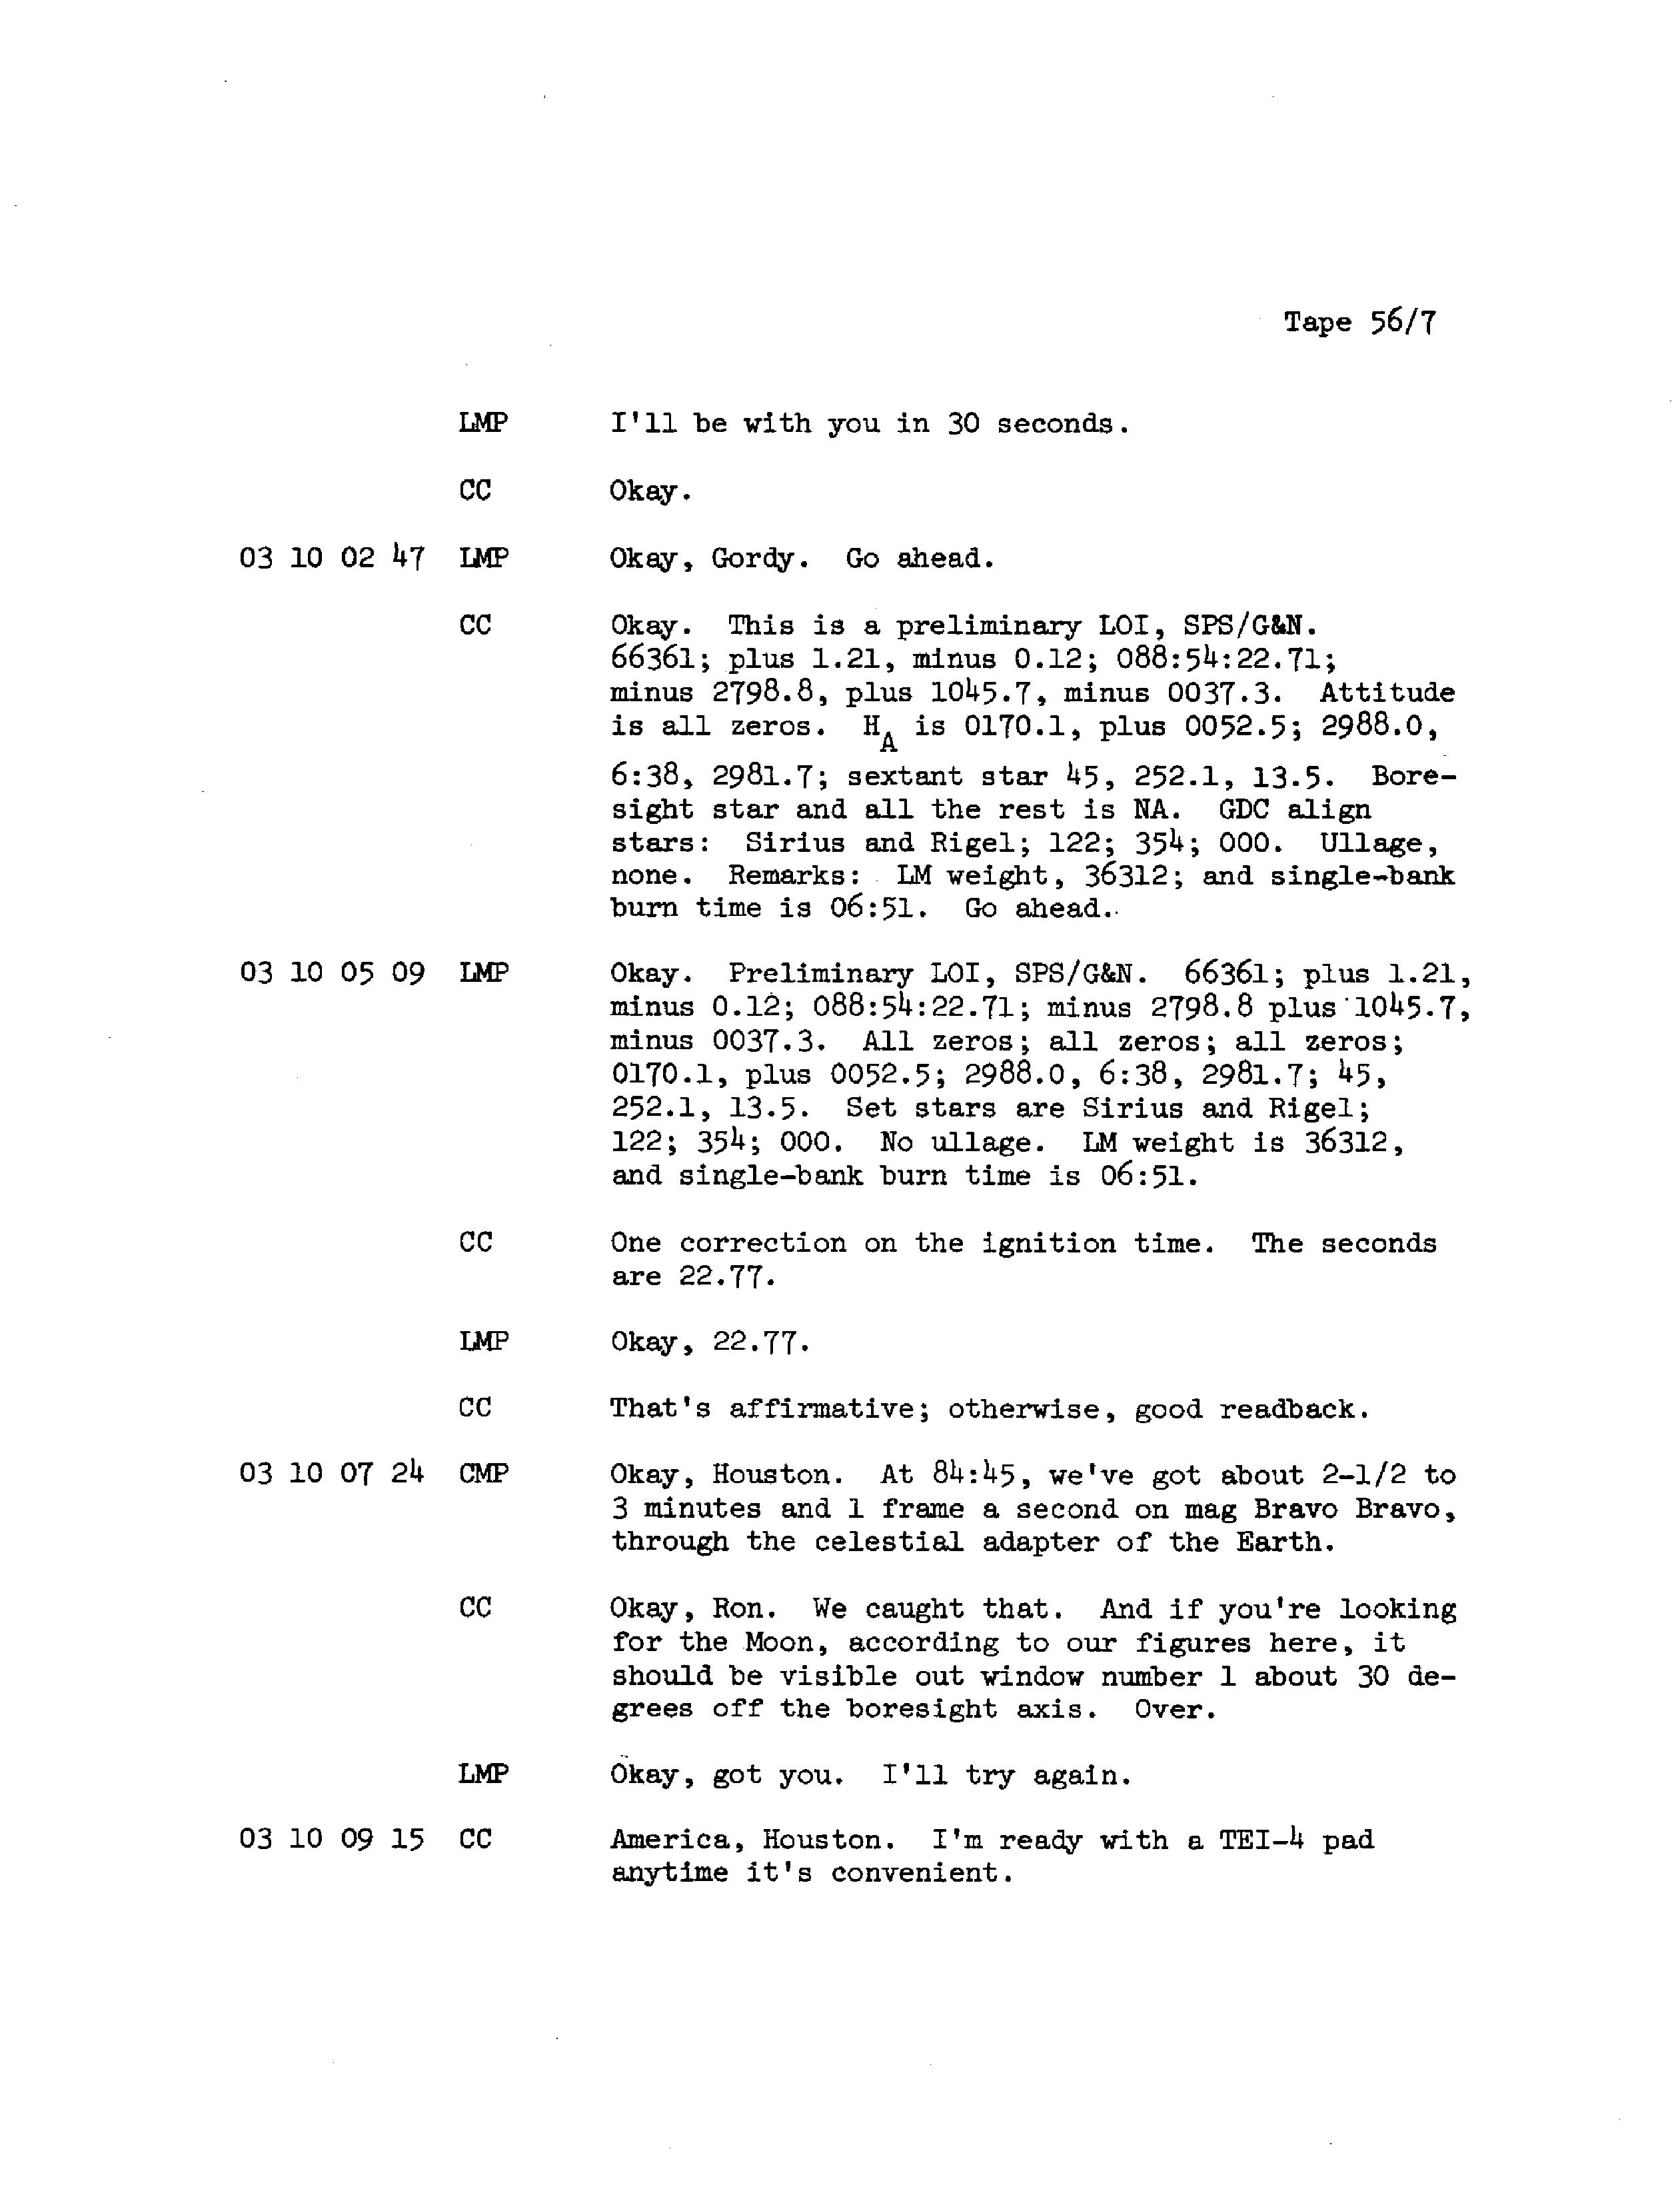 Tape 56/7
LMP I'll be with you in 30 seconds.
CC Okay.
03 10 02 47 LMP Okay, Gordy. Go ahead.
CC Okay. This is a preliminary LOI, SPS/G&N.
66361; plus 1.21, minus 0.12; 088:54:22.71;
minus 2798.8, plus 1045.7, minus 0037.3. Attitude
is all zeros. HA is 0170.1, plus 0052.5; 2988.0,
6:38, 2981.7; sextant star 45, 252.1, 13.5. Bore-
sight star and all the rest is NA. GDC align
stars: Sirius and Rigel; 122; 354; 000. Ullage,
none. Remarks: LM weight, 36312; and single-bank
burn time is 06:51. Go ahead.
03 10 05 09 LMP Okay. Preliminary LOI, SPS/G&N. 66361; plus 1.21,
minus 0.12; 088:54:22.71; minus 2798.8 plus 1045.7,
minus 0037.3. All zeros; all zeros; all zeros;
0170.1, plus 0052.5; 2988.0, 6:38, 2981.7; 45,
252.1, 13.5. Set stars are Sirius and Rigel;
122; 354; 000. No ullage. LM weight is 36312,
and single-bank burn time is 06:51.
CC One correction on the ignition time. The seconds
are 22.77.
LMP Okay, 22.77.
CC That's affirmative; otherwise, good readback.
03 10 07 24 CMP Okay, Houston. At 84:45, we've got about 2-1/2 to
3 minutes and 1 frame a second on mag Bravo Bravo,
through the celestial adapter of the Earth.
CC Okay, Ron. We caught that. And if you're looking
for the Moon, according to our figures here, it
should be visible out window number 1 about 30 de-
grees off the boresight axis. Over.
LMP Okay, got you. I'll try again.
03 10 09 15 CC America, Houston. I'm ready with a TEI-4 pad
anytime it's convenient.